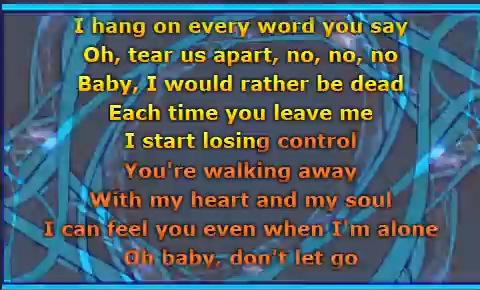 I hang on every word you say
Oh, tear us apart, no, no, no
Baby, I would rather be dead
Each time you leave me
I start losing control
You're walking away
With my heart and my soul
I can feel you even when I'm alone
Oh baby, don't let go